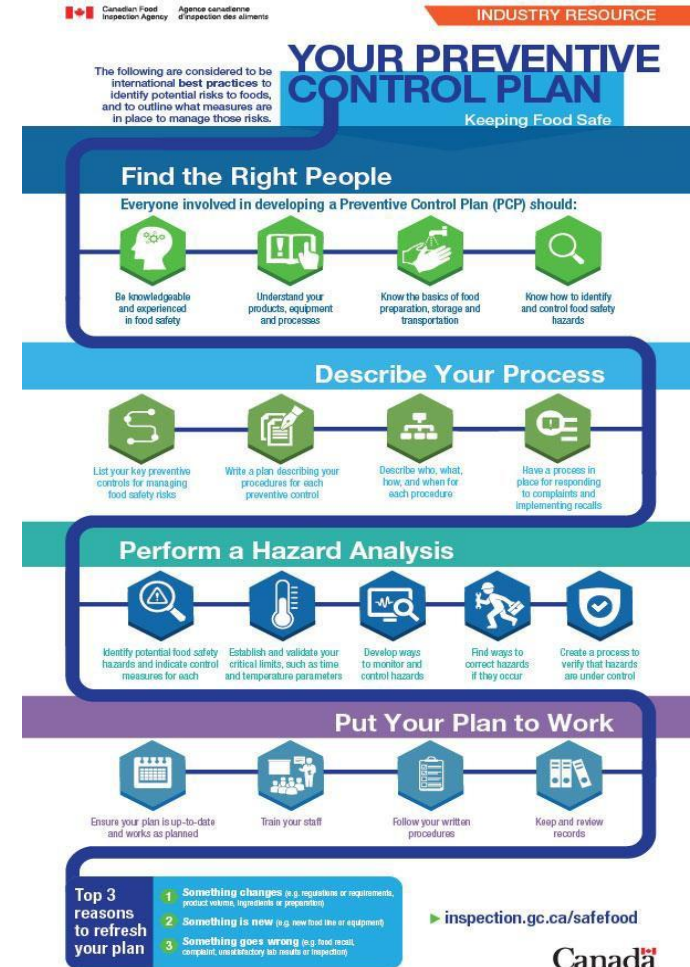 Canadian Food
Inspection Agency
Agence canadienne
d'inspection des aliments
INDUSTRY RESOURCE
The following are considered to be
international best practices to
identify potential risks to foods,
and to outline what measures are
in place to manage those risks.
YOUR PREVENTIVE
CONTROL PLAN
Keeping Food Safe
Find the Right People
Everyone involved in developing a Preventive Control Plan (PCP) should:
Be knowledgeable
and experienced
in food safety
Understand your
products, equipment
and processes
Know the basics of food
preparation, storage and
transportation
Know how to identify
and control food safety
hazards
Describe Your Process
List your key preventive
controls for managing
food safety risks
Write a plan describing your
procedures for each
preventive control
Describe who, what,
how, and when for
each procedure
Have a process in
place for responding
to complaints and
implementing recalls
Perform a Hazard Analysis
Identify potential food safety
hazards and indicate control
measures for each
Establish and validate your
critical limits, such as time
and temperature parameters
Develop ways
to monitor and
control hazards
Find ways to
correct hazards
if they occur
Create a process to
verify that hazards
are under control
Put Your Plan to Work
Ensure your plan is up-to-date
and works as planned
Train your staff
Follow your written
procedures
Keep and review
records
Top 3
reasons
to refresh
your plan
1 Something changes (e.g. regulations or requirements,
product volume, ingredients or preparation)
2 Something is new (e.g. new food line or equipment)
3 Something goes wrong (e.g. food recall,
complaint, unsatisfactory lab results or inspection)
inspection.gc.ca/safefood
Canada